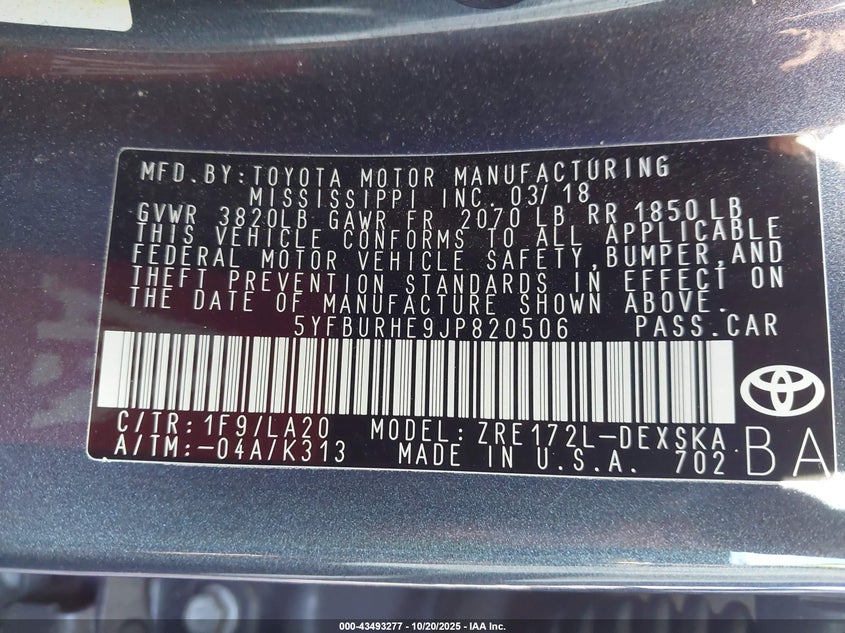 MFD. BY: TOYOTA MOTOR MANUFACTURING
MISSISSIPPI INC. 03/18
GVWR 3820LB GAWR FR 2070 LB RR 1850 LB
THIS VEHICLE CONFORMS TO ALL APPLICABLE
FEDERAL MOTOR VEHICLE SAFETY, BUMPER, AND
THEFT PREVENTION STANDARDS IN EFFECT ON
THE DATE OF MANUFACTURE SHOWN ABOVE.
5YFBURHE9JP820506 PASS. CAR
C/TR: 1F9/LA20 MODEL: ZRE172L-DEXSKA
A/TM: -04A/K313 MADE IN U.S.A. 702
BA
000-43493277 - 10/20/2025 - IAA Inc.